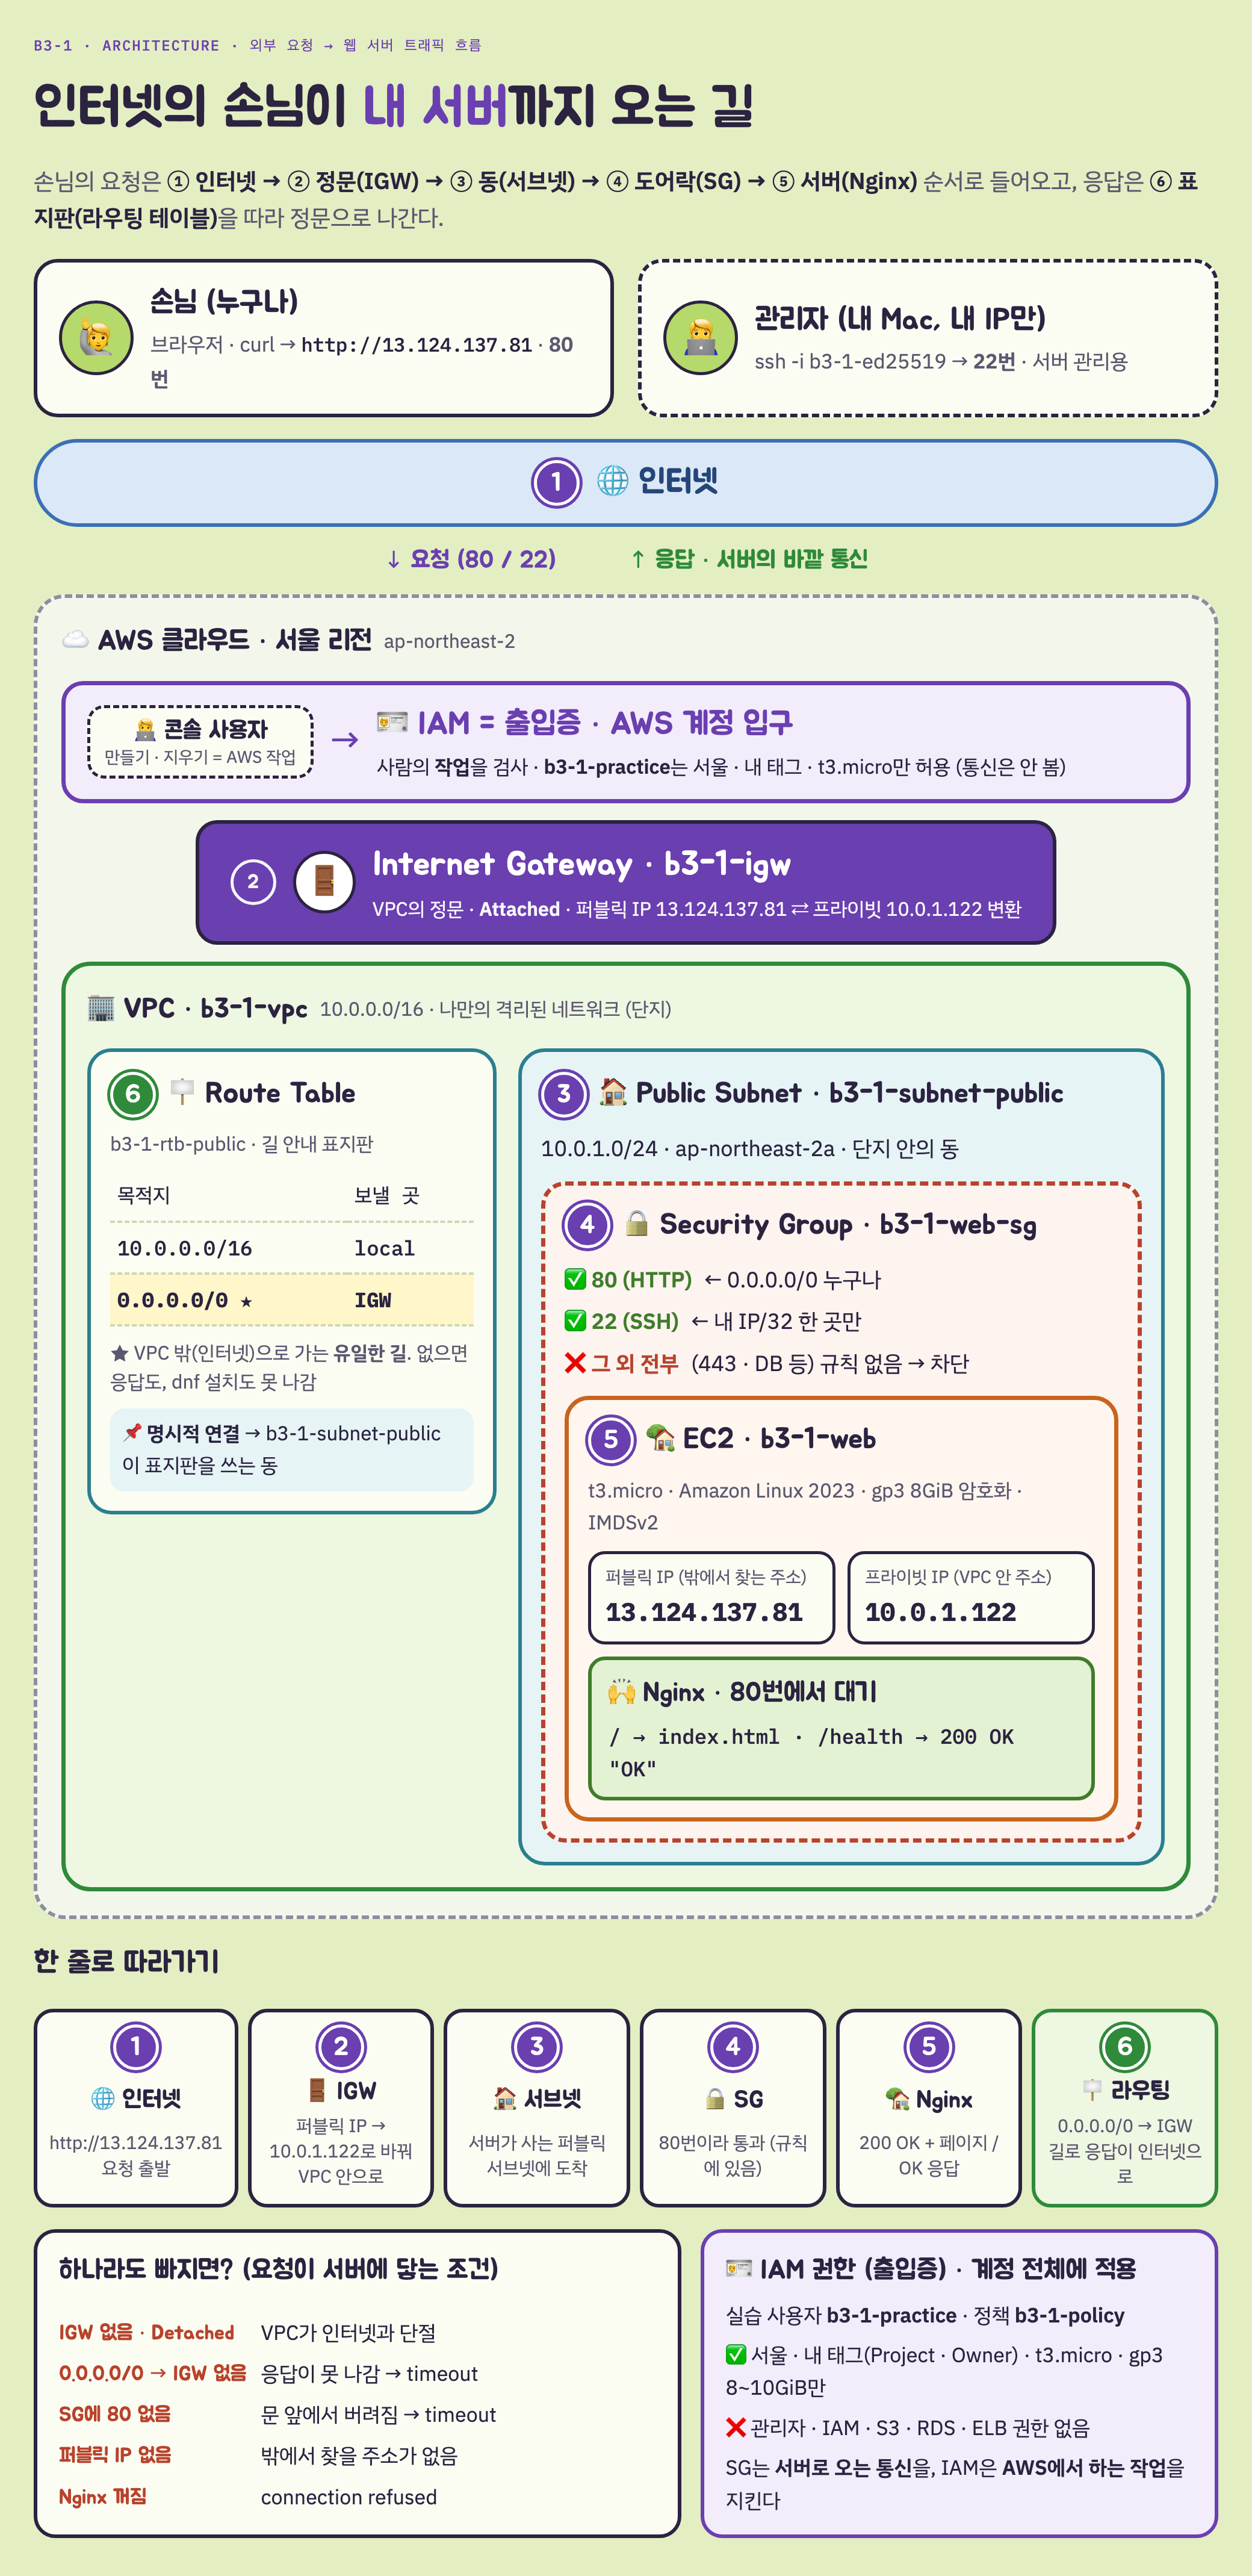 B3-1 · ARCHITECTURE · 외부 요청 → 웹 서버 트래픽 흐름
인터넷의 손님이 내 서버까지 오는 길
손님의 요청은 ① 인터넷 → ② 정문(IGW) → ③ 동(서브넷) → ④ 도어락(SG) → ⑤ 서버(Nginx) 순서로 들어오고, 응답은 ⑥ 표
지판(라우팅 테이블)을 따라 정문으로 나간다.
손님 (누구나)
브라우저 · curl → http://13.124.137.81 · 80
번
관리자 (내 Mac, 내 IP만)
ssh -i b3-1-ed25519 → 22번 · 서버 관리용
1 🌐 인터넷
↓ 요청 (80 / 22)
↑ 응답 · 서버의 바깥 통신
☁️ AWS 클라우드 · 서울 리전 ap-northeast-2
🧑‍💻 콘솔 사용자
만들기 · 지우기 = AWS 작업
→
🪪 IAM = 출입증 · AWS 계정 입구
사람의 작업을 검사 · b3-1-practice는 서울 · 내 태그 · t3.micro만 허용 (통신은 안 봄)
2
Internet Gateway · b3-1-igw
VPC의 정문 · Attached · 퍼블릭 IP 13.124.137.81 ⇄ 프라이빗 10.0.1.122 변환
🏢 VPC · b3-1-vpc 10.0.0.0/16 · 나만의 격리된 네트워크 (단지)
6 🪧 Route Table
b3-1-rtb-public · 길 안내 표지판
목적지 보낼 곳
10.0.0.0/16 local
0.0.0.0/0 ★ IGW
★ VPC 밖(인터넷)으로 가는 유일한 길. 없으면
응답도, dnf 설치도 못 나감
📌 명시적 연결 → b3-1-subnet-public
이 표지판을 쓰는 동
3 🏠 Public Subnet · b3-1-subnet-public
10.0.1.0/24 · ap-northeast-2a · 단지 안의 동
4 🔒 Security Group · b3-1-web-sg
✅ 80 (HTTP) ← 0.0.0.0/0 누구나
✅ 22 (SSH) ← 내 IP/32 한 곳만
❌ 그 외 전부 (443 · DB 등) 규칙 없음 → 차단
5 🏡 EC2 · b3-1-web
t3.micro · Amazon Linux 2023 · gp3 8GiB 암호화 ·
IMDSv2
퍼블릭 IP (밖에서 찾는 주소)
13.124.137.81
프라이빗 IP (VPC 안 주소)
10.0.1.122
🙌 Nginx · 80번에서 대기
/ → index.html · /health → 200 OK
"OK"
한 줄로 따라가기
1
🌐 인터넷
http://13.124.137.81
요청 출발
2
🚪 IGW
퍼블릭 IP →
10.0.1.122로 바꿔
VPC 안으로
3
🏠 서브넷
서버가 사는 퍼블릭
서브넷에 도착
4
🔒 SG
80번이라 통과 (규칙
에 있음)
5
🏡 Nginx
200 OK + 페이지 /
OK 응답
6
🪧 라우팅
0.0.0.0/0 → IGW
길로 응답이 인터넷으
로
하나라도 빠지면? (요청이 서버에 닿는 조건)
IGW 없음 · Detached VPC가 인터넷과 단절
0.0.0.0/0 → IGW 없음 응답이 못 나감 → timeout
SG에 80 없음 문 앞에서 버려짐 → timeout
퍼블릭 IP 없음 밖에서 찾을 주소가 없음
Nginx 꺼짐 connection refused
🪪 IAM 권한 (출입증) · 계정 전체에 적용
실습 사용자 b3-1-practice · 정책 b3-1-policy
✅ 서울 · 내 태그(Project · Owner) · t3.micro · gp3
8~10GiB만
❌ 관리자 · IAM · S3 · RDS · ELB 권한 없음
SG는 서버로 오는 통신을, IAM은 AWS에서 하는 작업을
지킨다